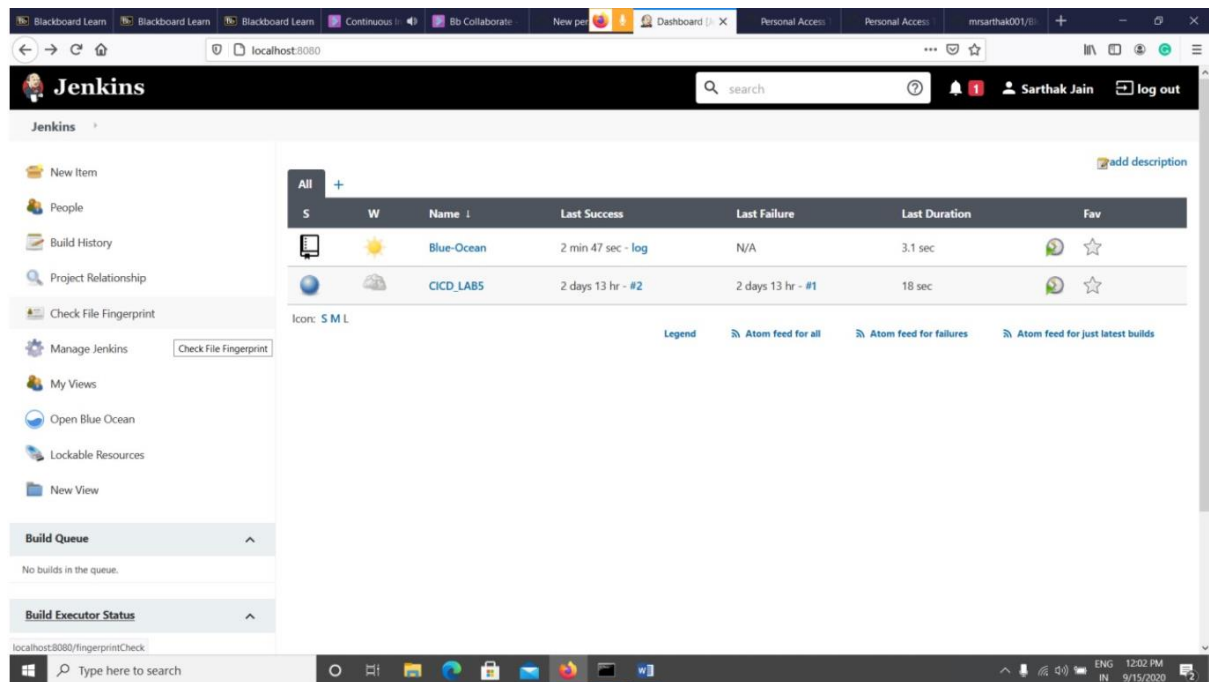 Blackboard Learn Blackboard Learn Blackboard Learn Continuous In Bb Collaborate - New per Dashboard [J Personal Access T Personal Access T mrsarthak001/Bl
localhost:8080
Jenkins search 1 Sarthak Jain log out
Jenkins
add description
New Item
People
Build History
Project Relationship
Check File Fingerprint
Manage Jenkins
Check File Fingerprint
My Views
Open Blue Ocean
Lockable Resources
New View
All +
S W Name ↓ Last Success Last Failure Last Duration Fav
Blue-Ocean 2 min 47 sec - log N/A 3.1 sec
CICD_LAB5 2 days 13 hr - #2 2 days 13 hr - #1 18 sec
Icon: S M L
Legend Atom feed for all Atom feed for failures Atom feed for just latest builds
Build Queue
No builds in the queue.
Build Executor Status
localhost:8080/fingerprintCheck
Type here to search
ENG 12:02 PM
IN 9/15/2020
2